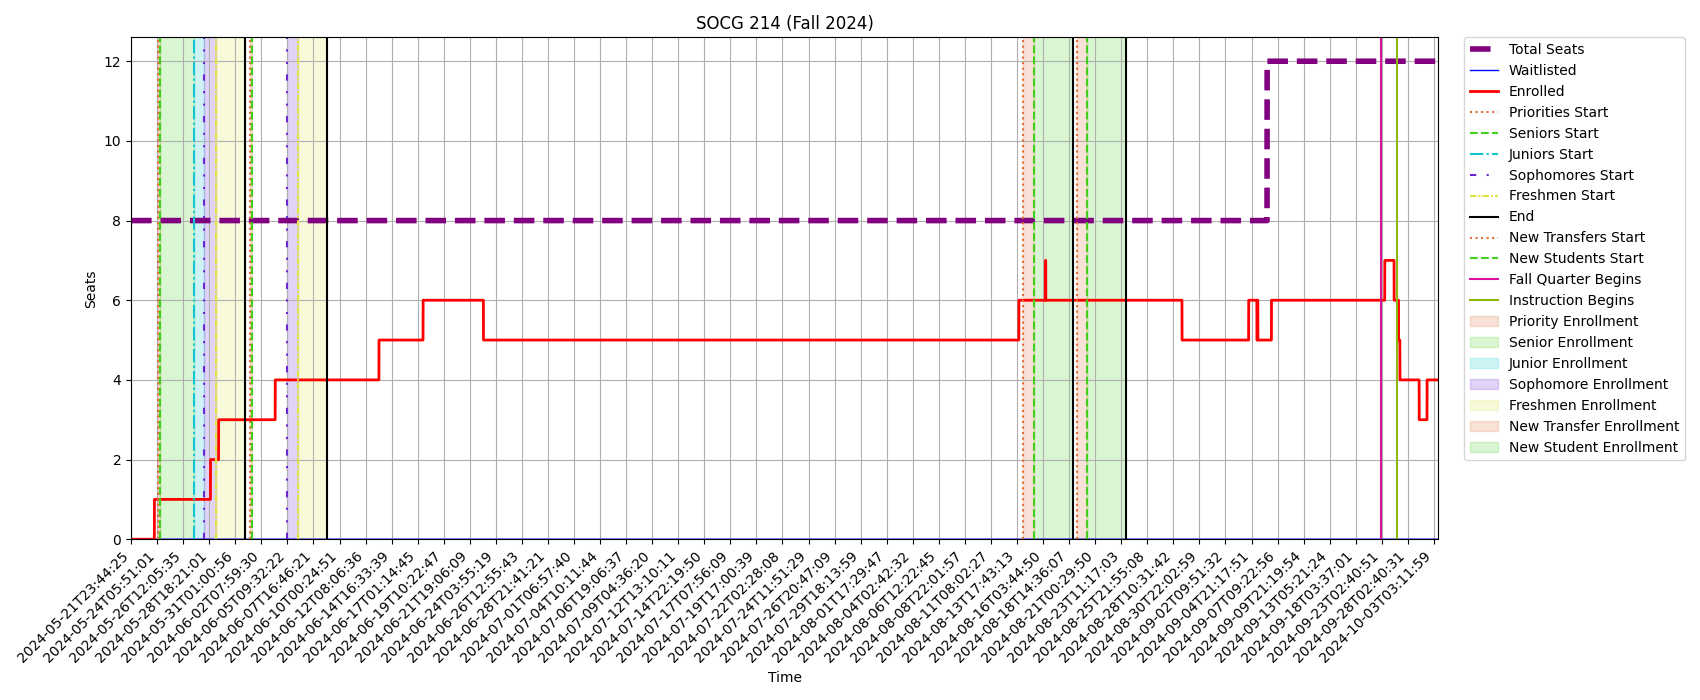 SOCG 214 (Fall 2024)
12
10
8
6
4
2
0
Seats
2024-05-21T23:44:25
2024-05-24T05:51:01
2024-05-26T12:05:35
2024-05-28T18:21:01
2024-05-31T01:00:56
2024-06-02T07:59:30
2024-06-05T09:32:22
2024-06-07T16:46:21
2024-06-10T00:24:51
2024-06-12T08:06:36
2024-06-14T16:33:39
2024-06-17T01:14:45
2024-06-19T10:22:47
2024-06-21T19:06:09
2024-06-24T03:55:19
2024-06-26T12:55:43
2024-06-28T21:41:21
2024-07-01T06:57:40
2024-07-04T10:11:44
2024-07-06T19:06:37
2024-07-09T04:36:20
2024-07-12T13:10:11
2024-07-14T22:19:50
2024-07-17T07:56:09
2024-07-19T17:00:39
2024-07-22T02:28:08
2024-07-24T11:51:29
2024-07-26T20:47:09
2024-07-29T18:13:59
2024-08-01T17:29:47
2024-08-04T02:42:32
2024-08-06T12:22:45
2024-08-08T22:01:57
2024-08-11T08:02:27
2024-08-13T17:43:13
2024-08-16T03:44:50
2024-08-18T14:36:07
2024-08-21T00:29:50
2024-08-23T11:17:03
2024-08-25T21:55:08
2024-08-28T10:31:42
2024-08-30T22:02:59
2024-09-02T09:51:32
2024-09-04T21:17:51
2024-09-07T09:22:56
2024-09-09T21:19:54
2024-09-13T05:21:24
2024-09-18T03:37:01
2024-09-23T02:40:51
2024-09-28T02:40:31
2024-10-03T03:11:59
Time
Total Seats
Waitlisted
Enrolled
Priorities Start
Seniors Start
Juniors Start
Sophomores Start
Freshmen Start
End
New Transfers Start
New Students Start
Fall Quarter Begins
Instruction Begins
Priority Enrollment
Senior Enrollment
Junior Enrollment
Sophomore Enrollment
Freshmen Enrollment
New Transfer Enrollment
New Student Enrollment